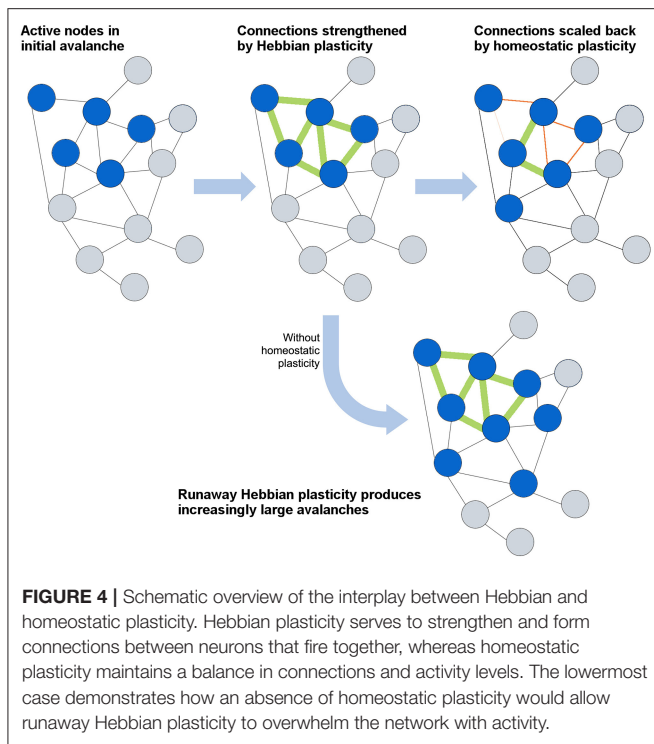 Active nodes in
initial avalanche
Connections strengthened
by Hebbian plasticity
Connections scaled back
by homeostatic plasticity
Without
homeostatic
plasticity
Runaway Hebbian plasticity produces
increasingly large avalanches
FIGURE 4 | Schematic overview of the interplay between Hebbian and
homeostatic plasticity. Hebbian plasticity serves to strengthen and form
connections between neurons that fire together, whereas homeostatic
plasticity maintains a balance in connections and activity levels. The lowermost
case demonstrates how an absence of homeostatic plasticity would allow
runaway Hebbian plasticity to overwhelm the network with activity.